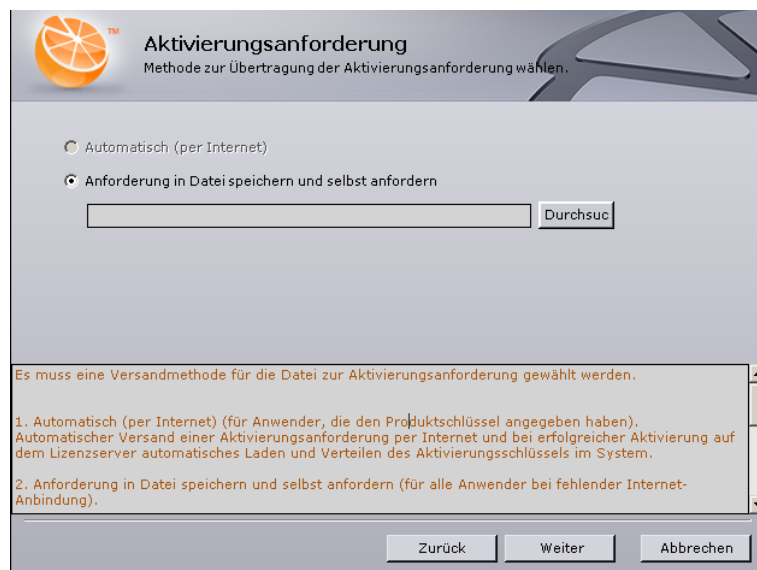 TM
Aktivierungsanforderung
Methode zur Übertragung der Aktivierungsanforderung wählen.
Automatisch (per Internet)
Anforderung in Datei speichern und selbst anfordern
Durchsuc
Es muss eine Versandmethode für die Datei zur Aktivierungsanforderung gewählt werden.
1. Automatisch (per Internet) (für Anwender, die den Produktschlüssel angegeben haben).
Automatischer Versand einer Aktivierungsanforderung per Internet und bei erfolgreicher Aktivierung auf
dem Lizenzserver automatisches Laden und Verteilen des Aktivierungsschlüssels im System.
2. Anforderung in Datei speichern und selbst anfordern (für alle Anwender bei fehlender Internet-
Anbindung).
Zurück
Weiter
Abbrechen